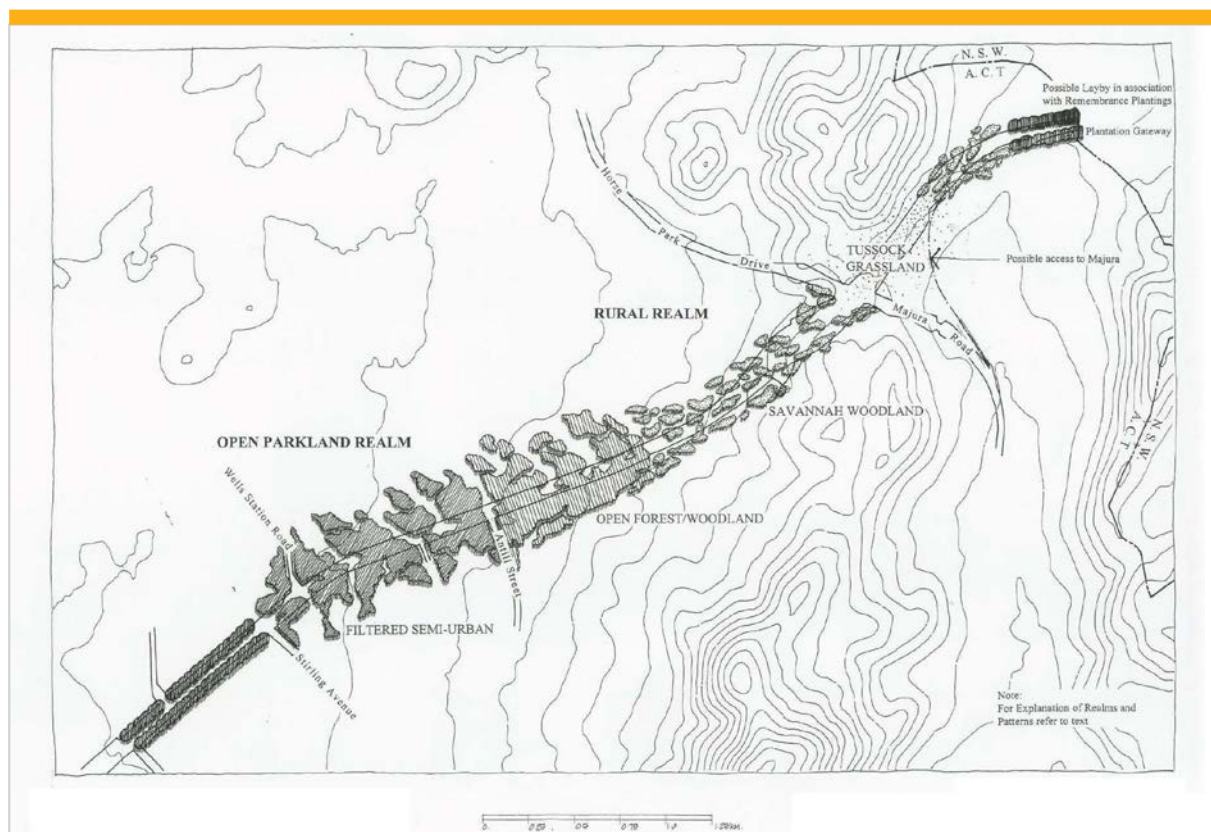 N. S. W.
A. C. T
Possible Layby in association
with Remembrance Plantings
Plantation Gateway
Horse Park Drive
TUSSOCK
GRASSLAND
Possible access to Majura
RURAL REALM
Majura Road
SAVANNAH WOODLAND
N.S.W.
A.C.T
OPEN PARKLAND REALM
Wells Station Road
OPEN FOREST/WOODLAND
Antill Street
FILTERED SEMI-URBAN
Stirling Avenue
Note:
For Explanation of Realms and
Patterns refer to text